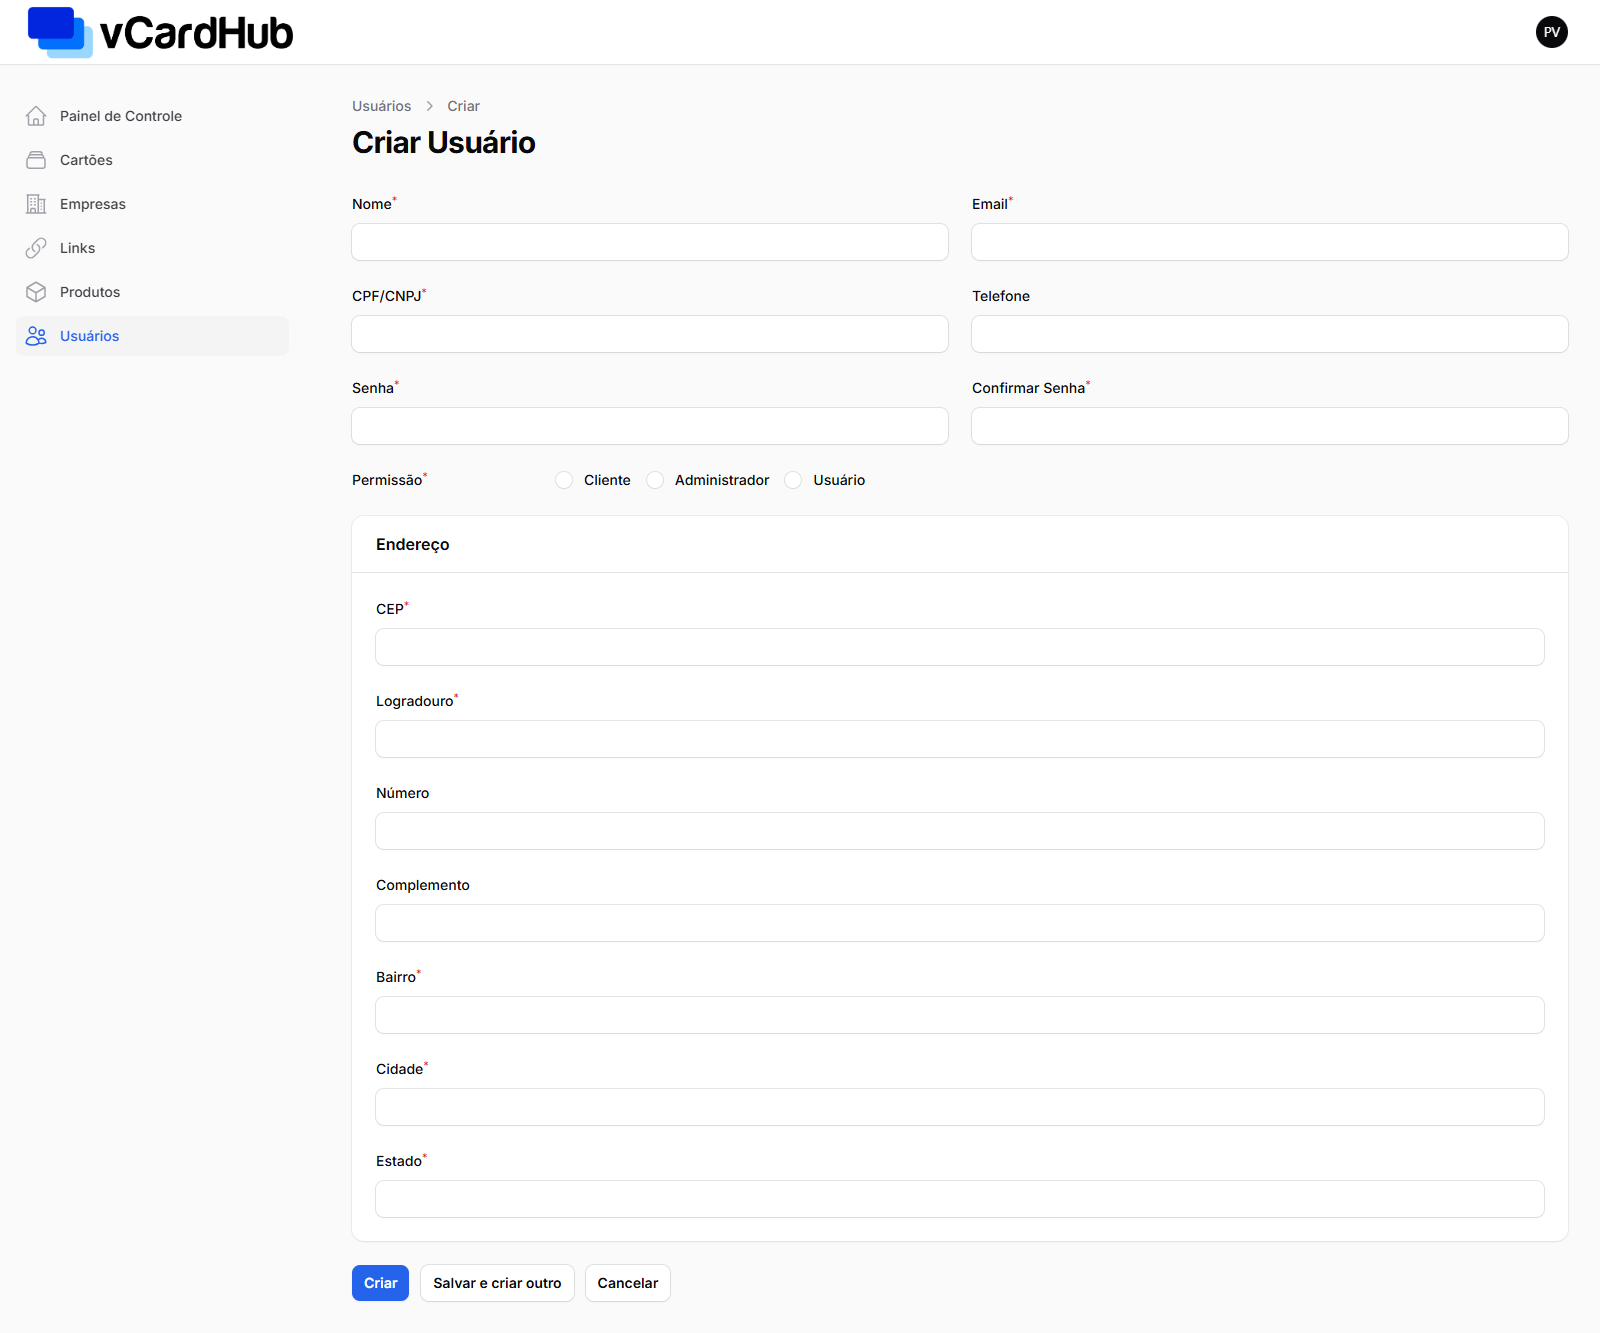 vCardHub
PV
Painel de Controle
Cartões
Empresas
Links
Produtos
Usuários
Usuários > Criar
Criar Usuário
Nome*
Email*
CPF/CNPJ*
Telefone
Senha*
Confirmar Senha*
Permissão* Cliente Administrador Usuário
Endereço
CEP*
Logradouro*
Número
Complemento
Bairro*
Cidade*
Estado*
Criar Salvar e criar outro Cancelar